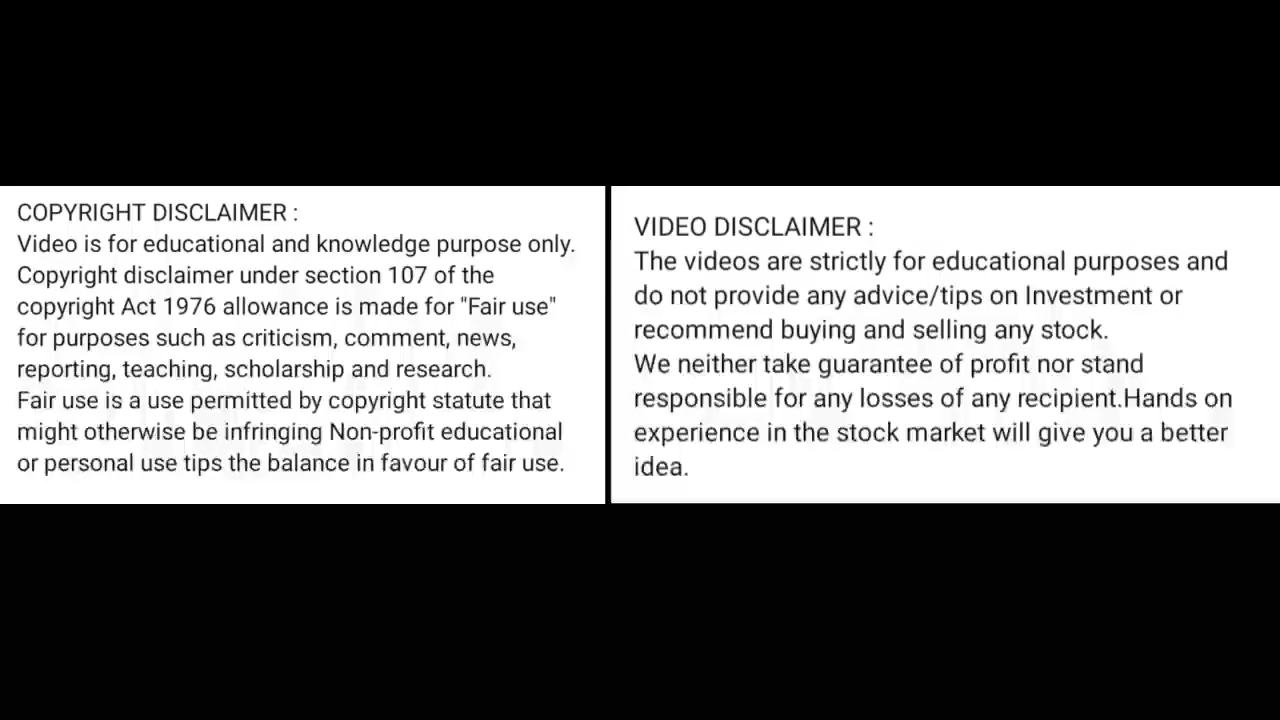 COPYRIGHT DISCLAIMER :
Video is for educational and knowledge purpose only.
Copyright disclaimer under section 107 of the
copyright Act 1976 allowance is made for "Fair use"
for purposes such as criticism, comment, news,
reporting, teaching, scholarship and research.
Fair use is a use permitted by copyright statute that
might otherwise be infringing Non-profit educational
or personal use tips the balance in favour of fair use.
VIDEO DISCLAIMER :
The videos are strictly for educational purposes and
do not provide any advice/tips on Investment or
recommend buying and selling any stock.
We neither take guarantee of profit nor stand
responsible for any losses of any recipient.Hands on
experience in the stock market will give you a better
idea.